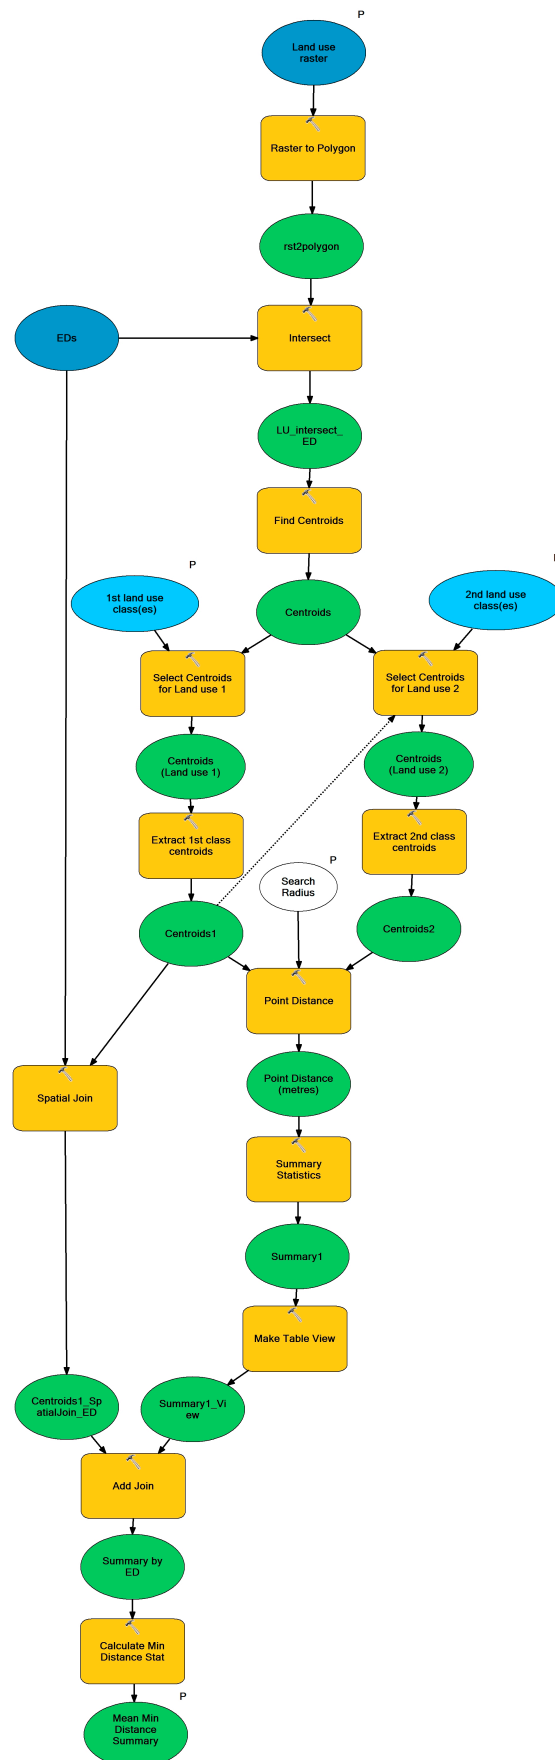 P
Land use
raster
Raster to Polygon
rst2polygon
EDs
Intersect
LU_intersect_
ED
Find Centroids
P
1st land use
class(es)
Centroids
2nd land use
class(es)
Select Centroids
for Land use 1
Select Centroids
for Land use 2
Centroids
(Land use 1)
Centroids
(Land use 2)
Extract 1st class
centroids
Extract 2nd class
centroids
P
Search
Radius
Centroids1
Centroids2
Point Distance
Spatial Join
Point Distance
(metres)
Summary
Statistics
Summary1
Make Table View
Centroids1_Sp
atialJoin_ED
Summary1_Vi
ew
Add Join
Summary by
ED
Calculate Min
Distance Stat
P
Mean Min
Distance
Summary